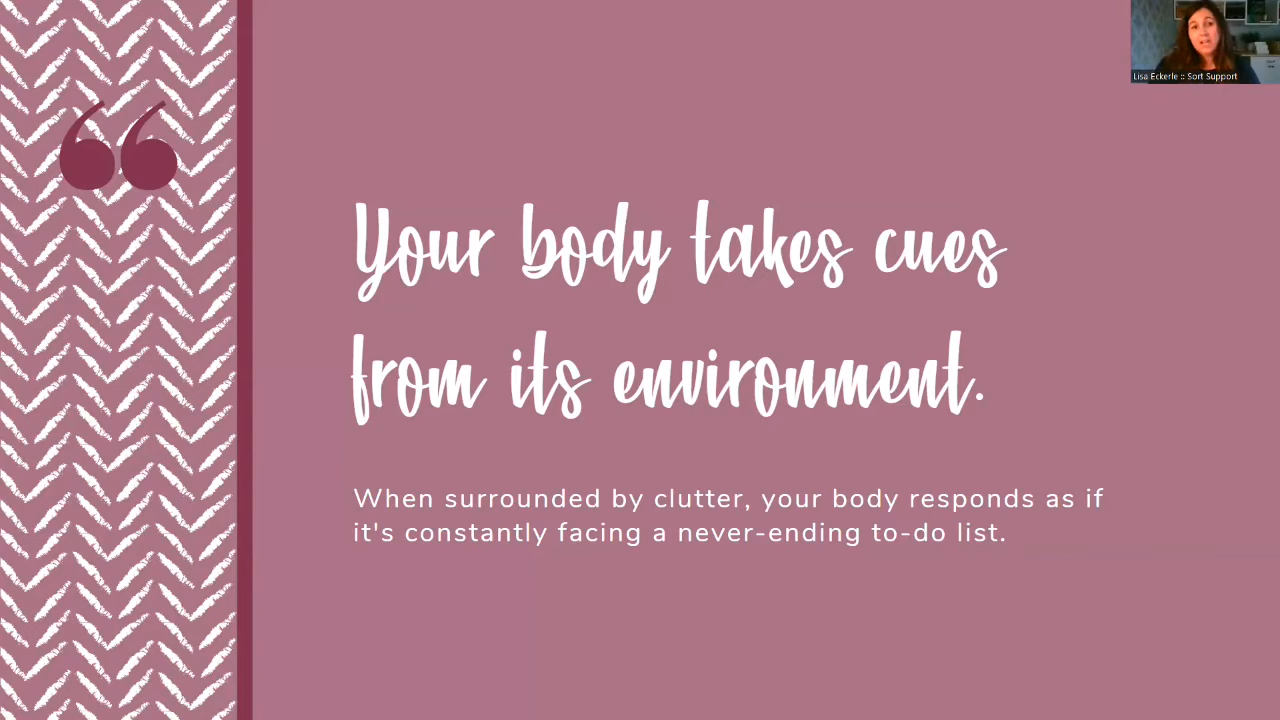 Lisa Eckerle :: Sort Support
“
Your body takes cues
from its environment.
When surrounded by clutter, your body responds as if
it's constantly facing a never-ending to-do list.